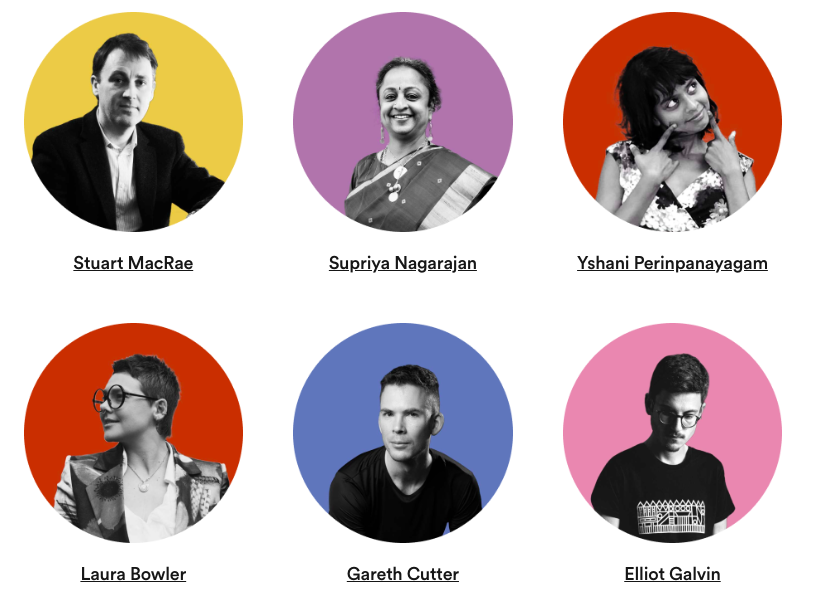 Stuart MacRae
Supriya Nagarajan
Yshani Perinpanayagam
Laura Bowler
Gareth Cutter
Elliot Galvin